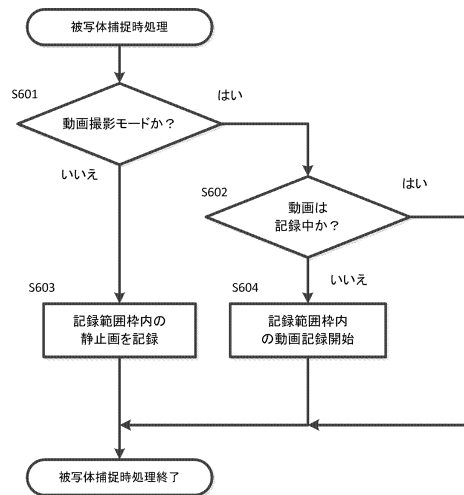 被写体捕捉時処理
S601
はい
動画撮影モードか？
いいえ
S602
はい
動画は
記録中か？
いいえ
S603
S604
記録範囲枠内の
静止画を記録
記録範囲枠内
の動画記録開始
被写体捕捉時処理終了